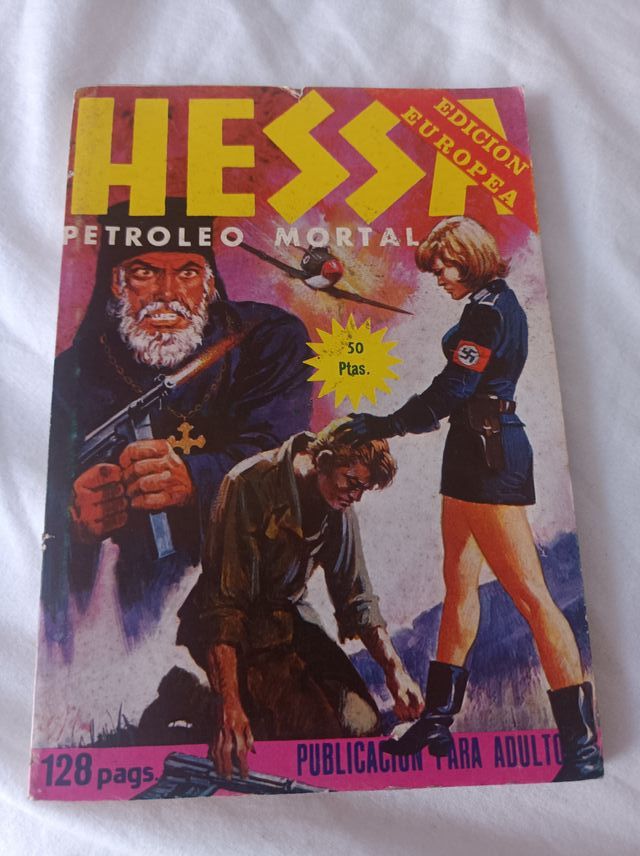 HESSA
EDICION
EUROPEA
PETROLEO MORTAL
50
Ptas.
128 pags.
PUBLICACION PARA ADULTO